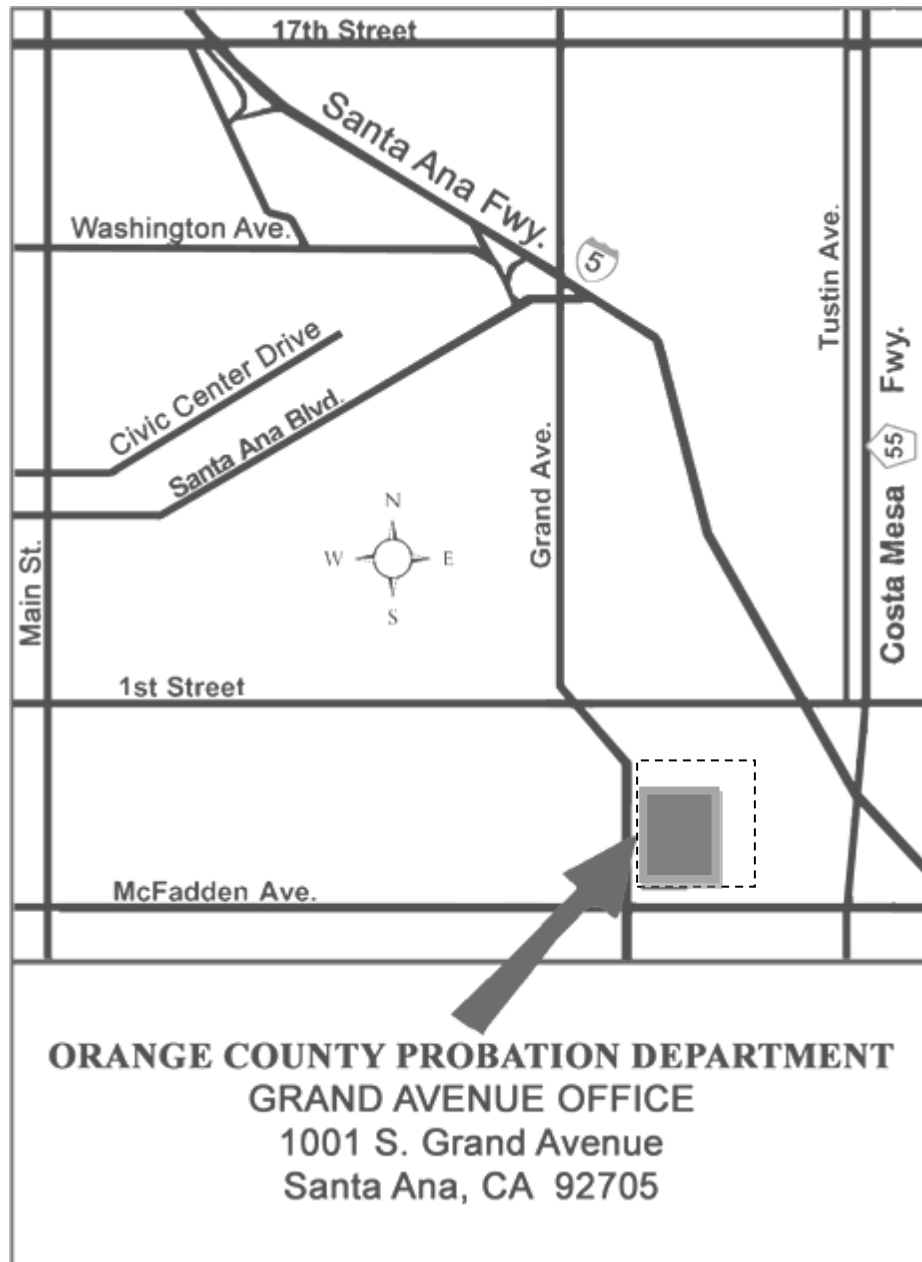 17th Street
Santa Ana Fwy.
5
Washington Ave.
Tustin Ave.
Civic Center Drive
Santa Ana Blvd.
Grand Ave.
Costa Mesa Fwy.
55
N
W E
S
Main St.
1st Street
McFadden Ave.
ORANGE COUNTY PROBATION DEPARTMENT
GRAND AVENUE OFFICE
1001 S. Grand Avenue
Santa Ana, CA 92705